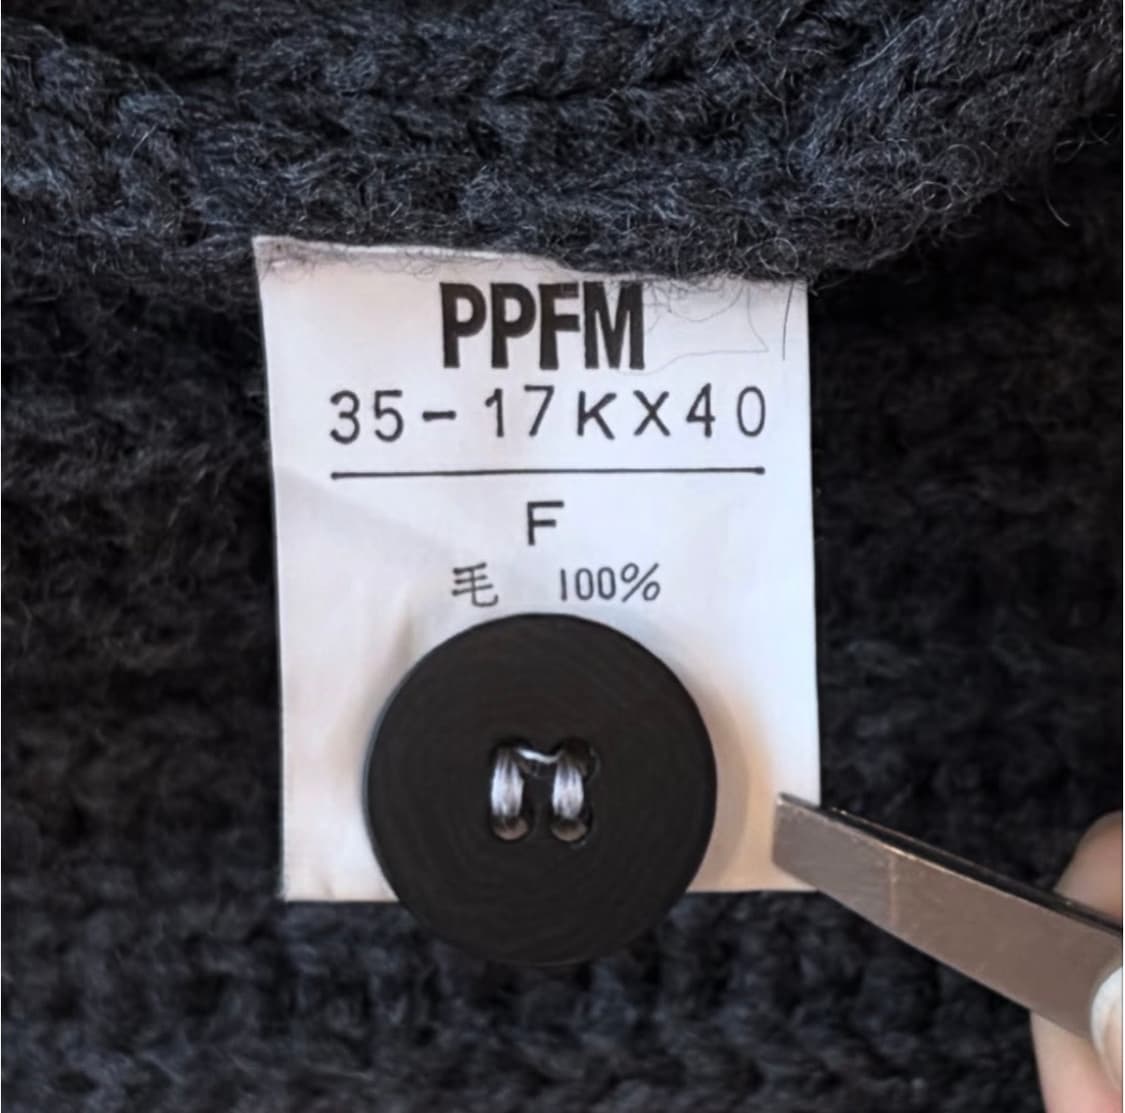 PPFM
35-17KX40
F
毛 100%